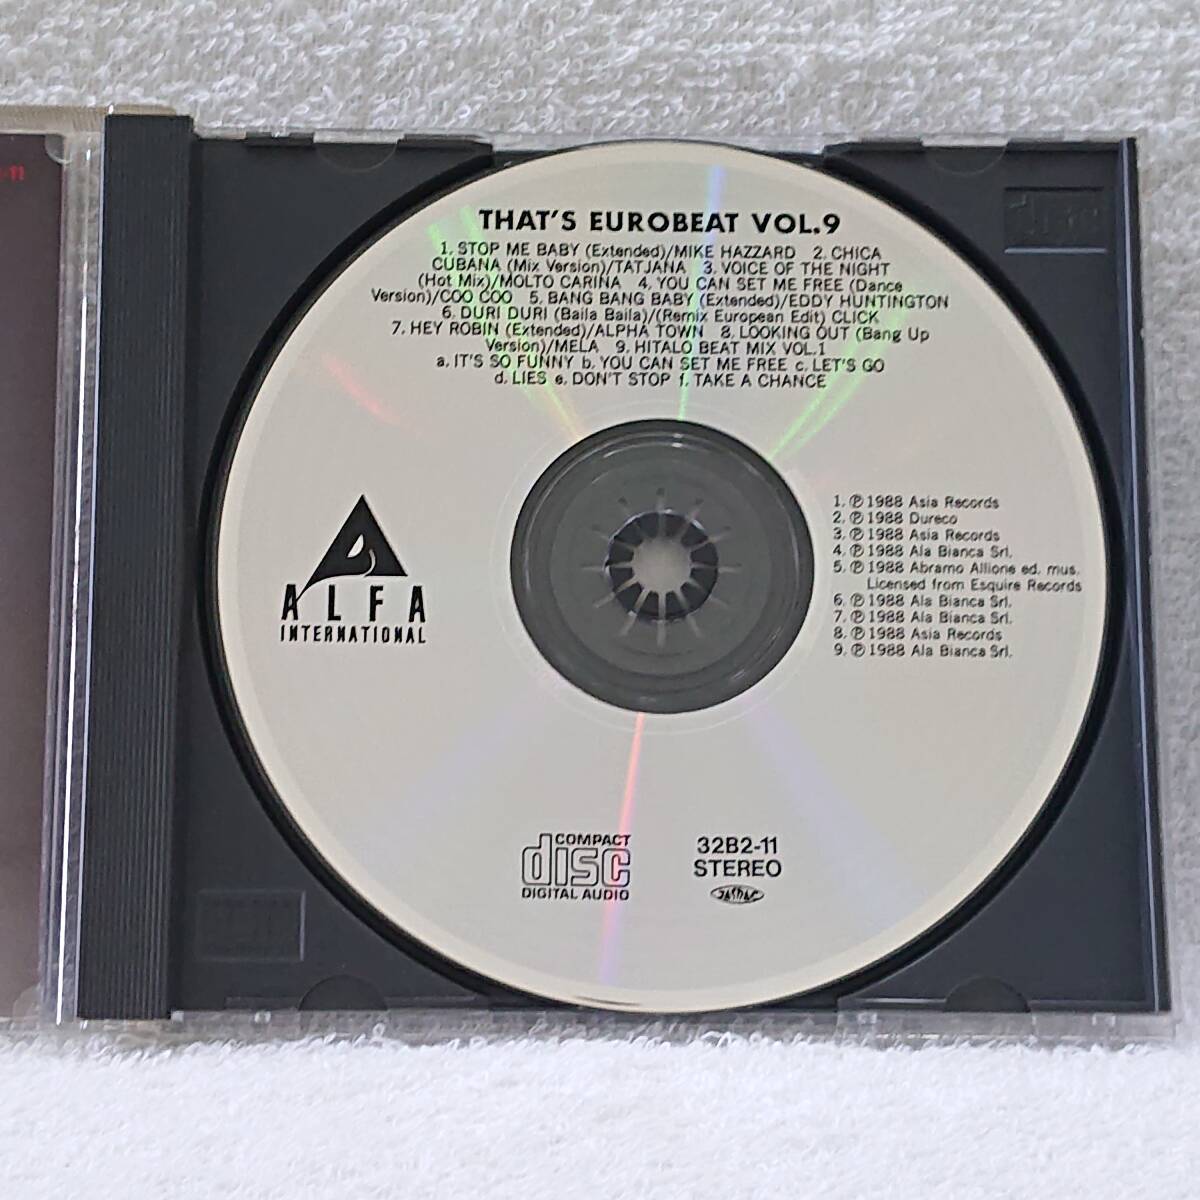 -11
THAT'S EUROBEAT VOL.9
1. STOP ME BABY (Extended)/MIKE HAZZARD 2. CHICA
CUBANA (Mix Version)/TATJANA 3. VOICE OF THE NIGHT
(Hot Mix)/MOLTO CARINA 4. YOU CAN SET ME FREE (Dance
Version)/COO COO 5. BANG BANG BABY (Extended)/EDDY HUNTINGTON
6. DURI DURI (Baila Baila)/(Remix European Edit) CLICK
7. HEY ROBIN (Extended)/ALPHA TOWN 8. LOOKING OUT (Bang Up
Version)/MELA 9. HITALO BEAT MIX VOL.1
a. IT'S SO FUNNY b. YOU CAN SET ME FREE c. LET'S GO
d. LIES e. DON'T STOP f. TAKE A CHANCE
ALFA
INTERNATIONAL
1. ℗ 1988 Asia Records
2. ℗ 1988 Dureco
3. ℗ 1988 Asia Records
4. ℗ 1988 Ala Bianca Srl.
5. ℗ 1988 Abramo Allione ed. mus.
Licensed from Esquire Records
6. ℗ 1988 Ala Bianca Srl.
7. ℗ 1988 Ala Bianca Srl.
8. ℗ 1988 Asia Records
9. ℗ 1988 Ala Bianca Srl.
COMPACT
disc
DIGITAL AUDIO
32B2-11
STEREO
JASRAC